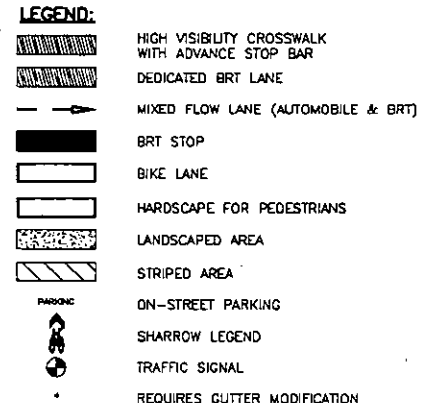 LEGEND:
HIGH VISIBILITY CROSSWALK
WITH ADVANCE STOP BAR
DEDICATED BRT LANE
MIXED FLOW LANE (AUTOMOBILE & BRT)
BRT STOP
BIKE LANE
HARDSCAPE FOR PEDESTRIANS
LANDSCAPED AREA
STRIPED AREA
PARKING ON-STREET PARKING
SHARROW LEGEND
TRAFFIC SIGNAL
* REQUIRES GUTTER MODIFICATION